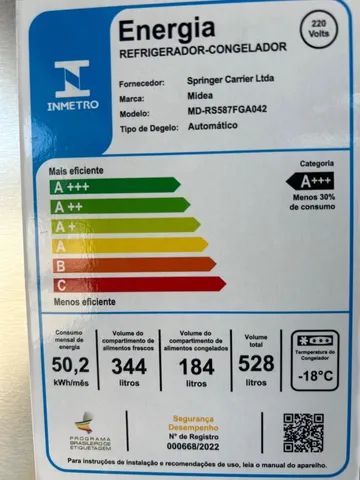 Energia
220
Volts
REFRIGERADOR-CONGELADOR
INMETRO
Fornecedor: Springer Carrier Ltda
Marca: Midea
Modelo: MD-RS587FGA042
Tipo de Degelo: Automático
Mais eficiente
Categoria
A+++
A++
A+
A
B
C
A+++
Menos 30%
de consumo
Menos eficiente
Consumo
mensal de
energia
50,2
kWh/mês
Volume do
compartimento de
alimentos frescos
344
litros
Volume do
compartimento de
alimentos congelados
184
litros
Volume
total
528
litros
Temperatura do
Congelador
-18°C
PROGRAMA
BRASILEIRO DE
ETIQUETAGEM
Segurança
Desempenho
N° de Registro
000668/2022
Para instruções de instalação e recomendações de uso, leia o manual do aparelho.